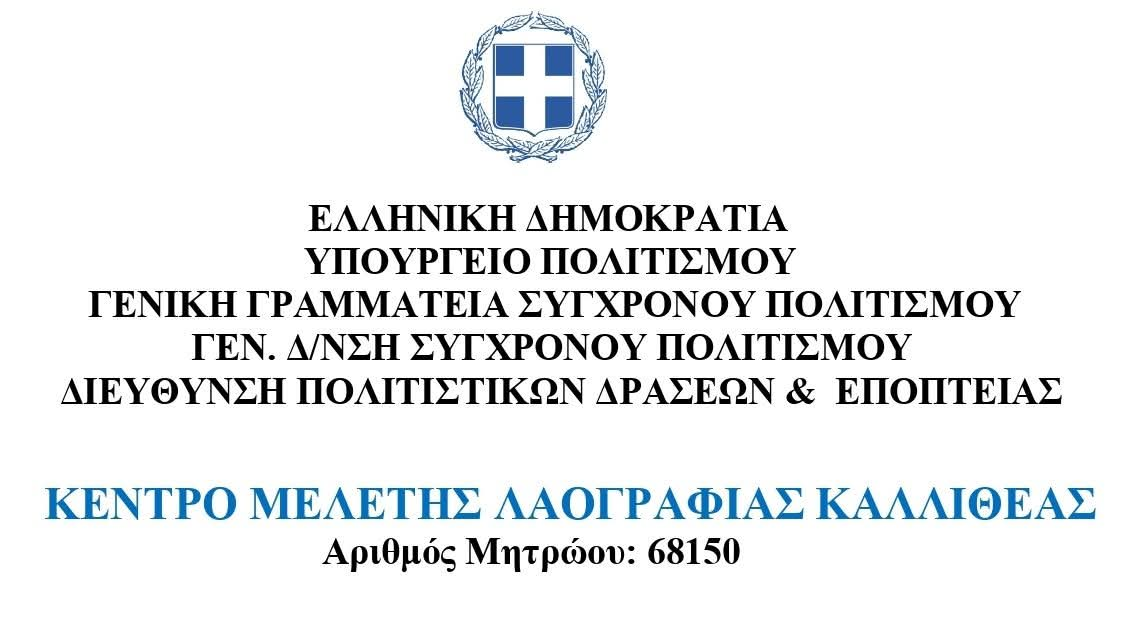 ΕΛΛΗΝΙΚΗ ΔΗΜΟΚΡΑΤΙΑ
ΥΠΟΥΡΓΕΙΟ ΠΟΛΙΤΙΣΜΟΥ
ΓΕΝΙΚΗ ΓΡΑΜΜΑΤΕΙΑ ΣΥΓΧΡΟΝΟΥ ΠΟΛΙΤΙΣΜΟΥ
ΓΕΝ. Δ/ΝΣΗ ΣΥΓΧΡΟΝΟΥ ΠΟΛΙΤΙΣΜΟΥ
ΔΙΕΥΘΥΝΣΗ ΠΟΛΙΤΙΣΤΙΚΩΝ ΔΡΑΣΕΩΝ & ΕΠΟΠΤΕΙΑΣ
ΚΕΝΤΡΟ ΜΕΛΕΤΗΣ ΛΑΟΓΡΑΦΙΑΣ ΚΑΛΛΙΘΕΑΣ
Αριθμός Μητρώου: 68150